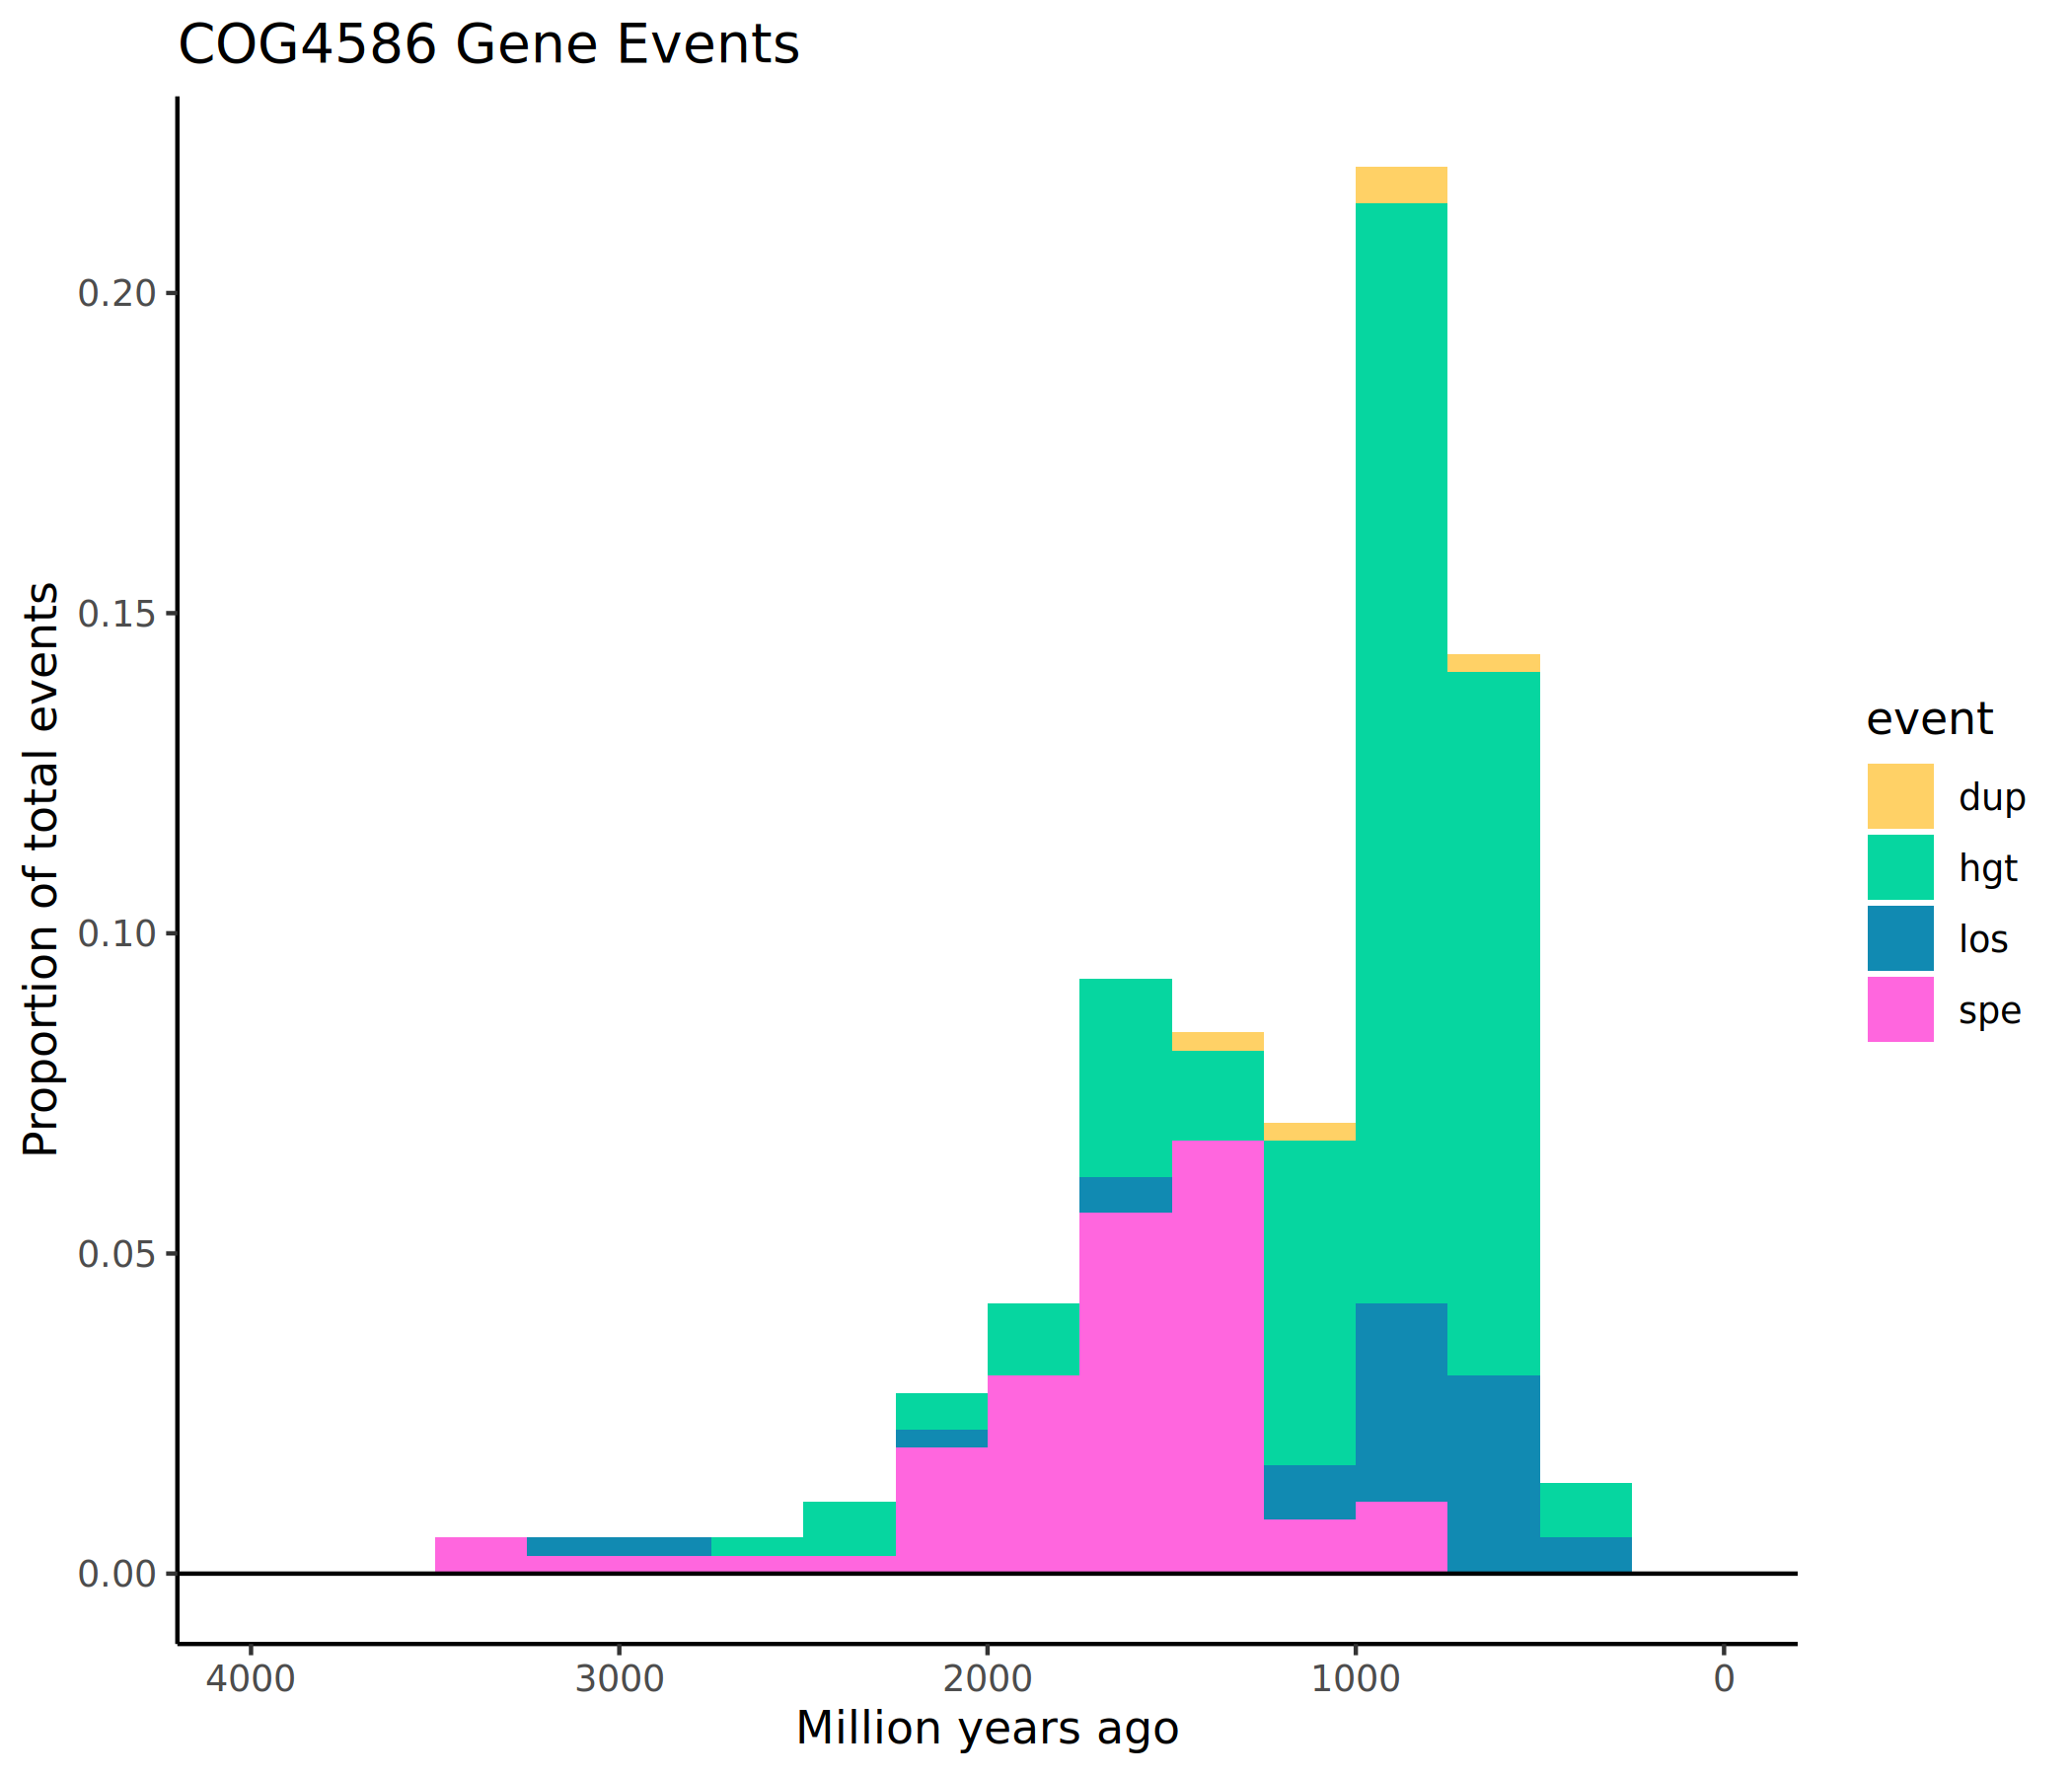 COG4586 Gene Events
Proportion of total events
0.20
0.15
0.10
0.05
0.00
4000 3000 2000 1000 0
Million years ago
event
dup
hgt
los
spe